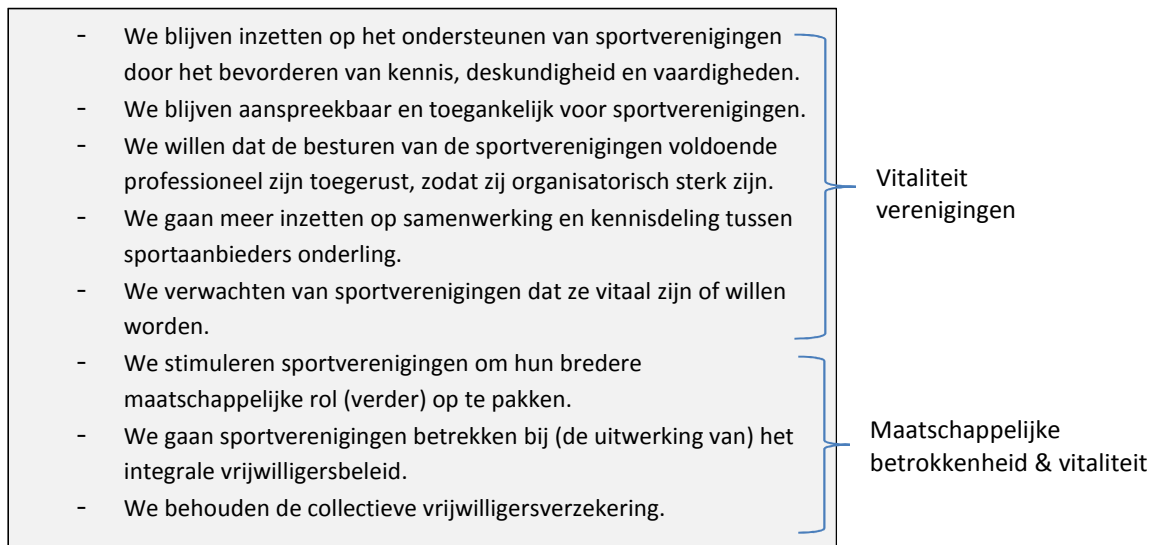 - We blijven inzetten op het ondersteunen van sportverenigingen
door het bevorderen van kennis, deskundigheid en vaardigheden.
- We blijven aanspreekbaar en toegankelijk voor sportverenigingen.
- We willen dat de besturen van de sportverenigingen voldoende
professioneel zijn toegerust, zodat zij organisatorisch sterk zijn.
- We gaan meer inzetten op samenwerking en kennisdeling tussen
sportaanbieders onderling.
- We verwachten van sportverenigingen dat ze vitaal zijn of willen
worden.
Vitaliteit
verenigingen
- We stimuleren sportverenigingen om hun bredere
maatschappelijke rol (verder) op te pakken.
- We gaan sportverenigingen betrekken bij (de uitwerking van) het
integrale vrijwilligersbeleid.
- We behouden de collectieve vrijwilligersverzekering.
Maatschappelijke
betrokkenheid & vitaliteit